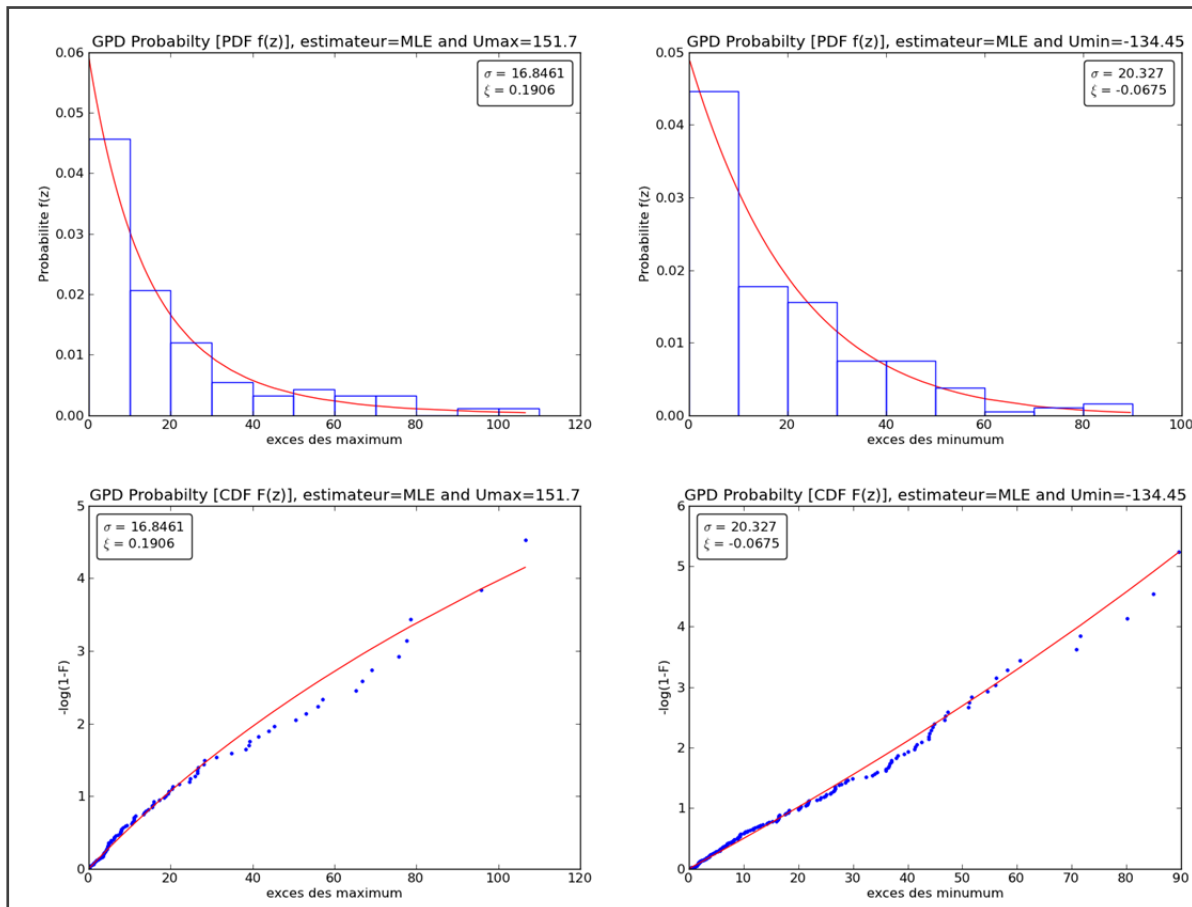 GPD Probabilty [PDF f(z)], estimateur=MLE and Umax=151.7
σ = 16.8461
ξ = 0.1906
Probabilite f(z)
0.06
0.05
0.04
0.03
0.02
0.01
0.00
0 20 40 60 80 100 120
exces des maximum
GPD Probabilty [PDF f(z)], estimateur=MLE and Umin=-134.45
σ = 20.327
ξ = -0.0675
Probabilite f(z)
0.05
0.04
0.03
0.02
0.01
0.00
0 20 40 60 80 100
exces des minumum
GPD Probabilty [CDF F(z)], estimateur=MLE and Umax=151.7
σ = 16.8461
ξ = 0.1906
-log(1-F)
5
4
3
2
1
0
0 20 40 60 80 100 120
exces des maximum
GPD Probabilty [CDF F(z)], estimateur=MLE and Umin=-134.45
σ = 20.327
ξ = -0.0675
-log(1-F)
6
5
4
3
2
1
0
0 10 20 30 40 50 60 70 80 90
exces des minumum